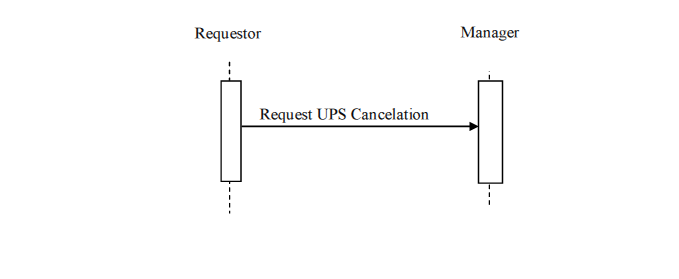 Requestor
Manager
Request UPS Cancelation